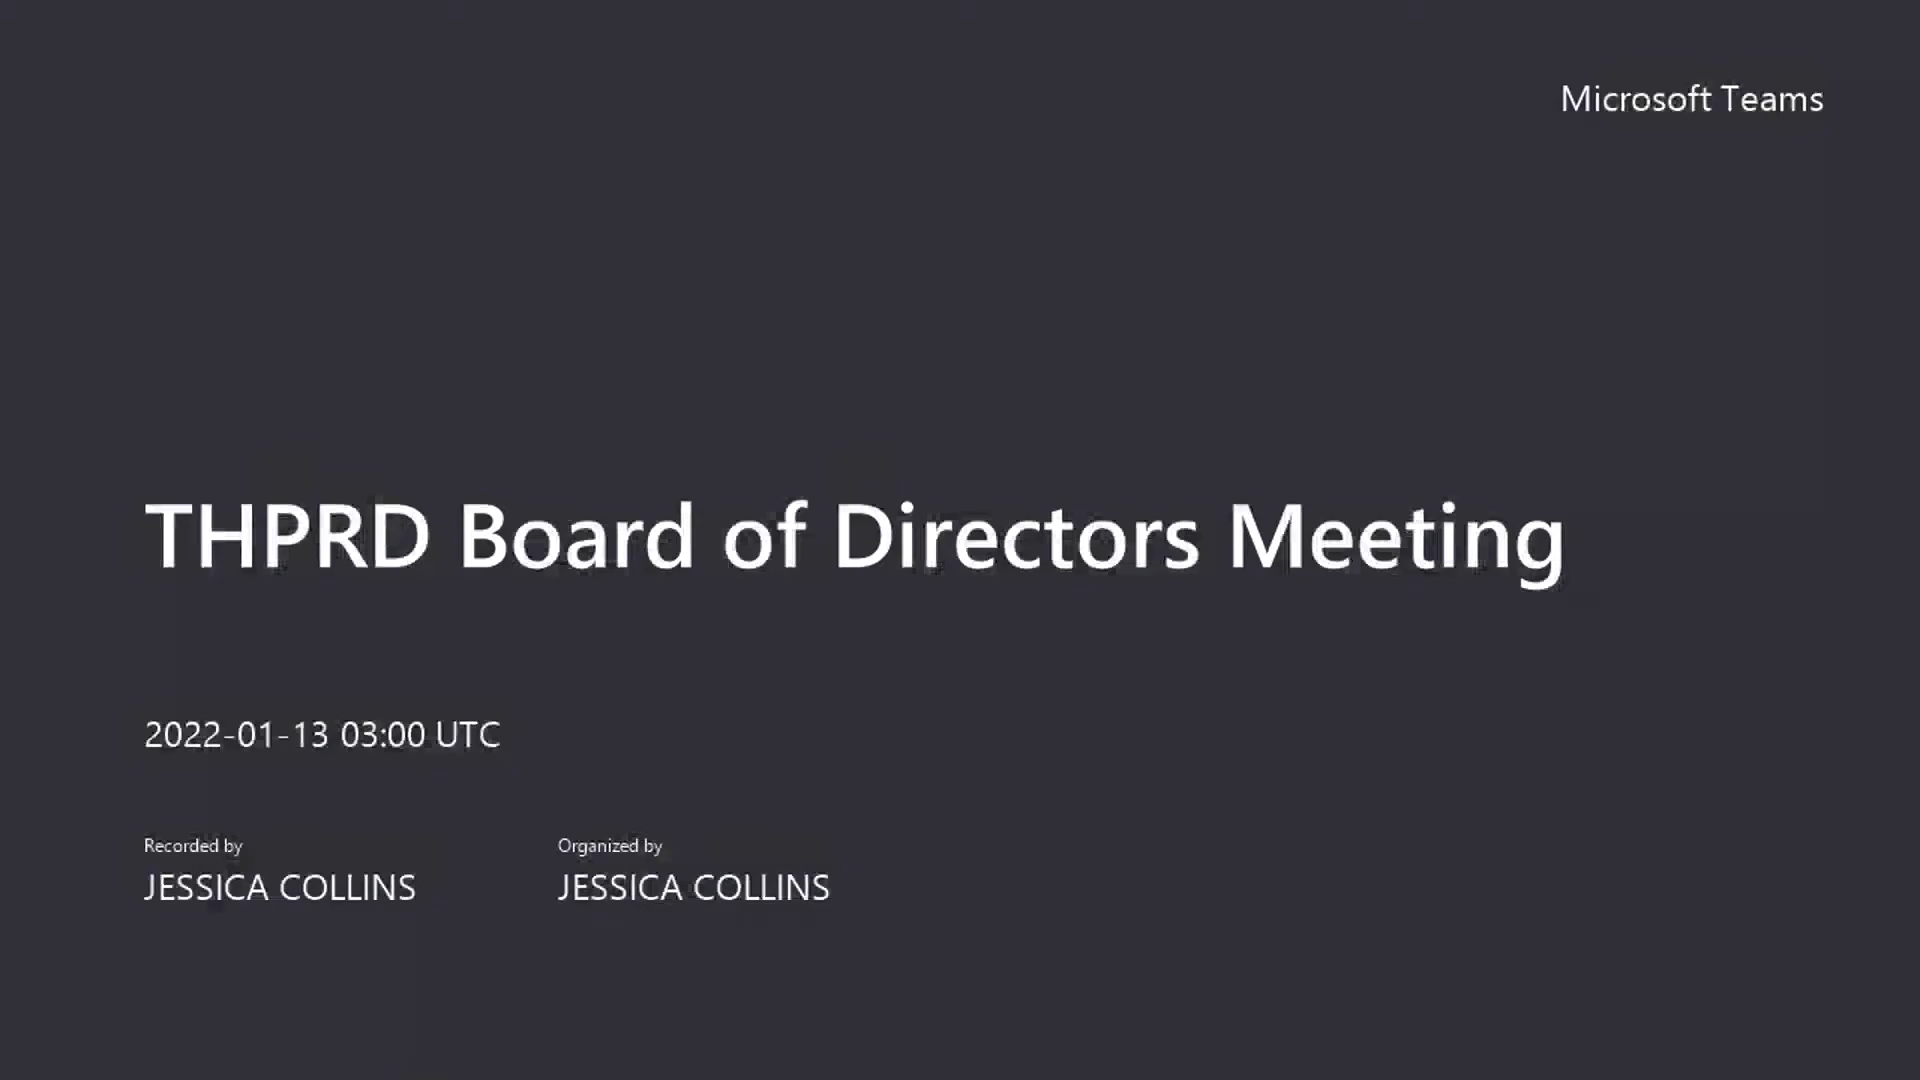 Microsoft Teams
THPRD Board of Directors Meeting
2022-01-13 03:00 UTC
Recorded by
JESSICA COLLINS
Organized by
JESSICA COLLINS